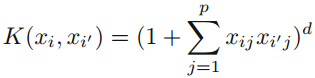 K(x_i, x_{i'}) = (1 + \sum_{j=1}^{p} x_{ij} x_{i'j})^d